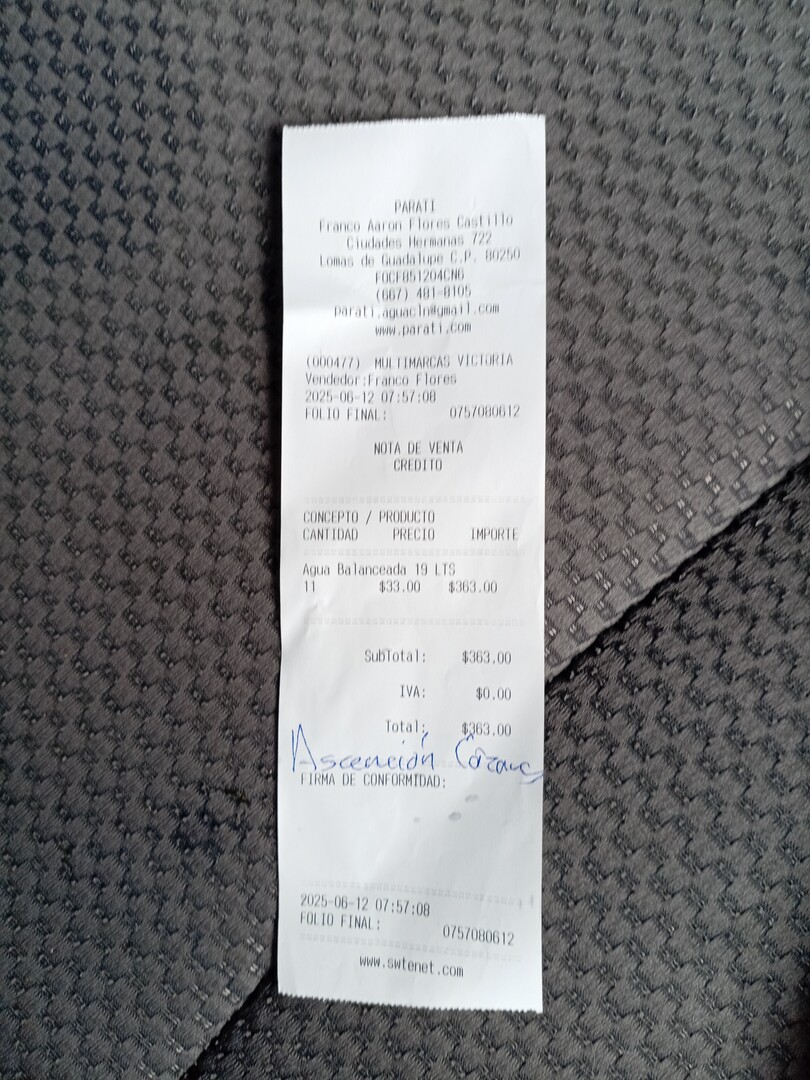 PARATI
Franco Aaron Flores Castillo
Ciudades Hermanas 722
Lomas de Guadalupe C.P. 80250
FOCF851204CN6
(667) 481-8105
parati.aguacln@gmail.com
www.parati.com
(000477) MULTIMARCAS VICTORIA
Vendedor:Franco Flores
2025-06-12 07:57:08
FOLIO FINAL: 0757080612
NOTA DE VENTA
CREDITO
CONCEPTO / PRODUCTO
CANTIDAD PRECIO IMPORTE
Agua Balanceada 19 LTS
11 $33.00 $363.00
SubTotal: $363.00
IVA: $0.00
Total: $363.00
Ascención
FIRMA DE CONFORMIDAD:
2025-06-12 07:57:08
FOLIO FINAL: 0757080612
www.swtenet.com